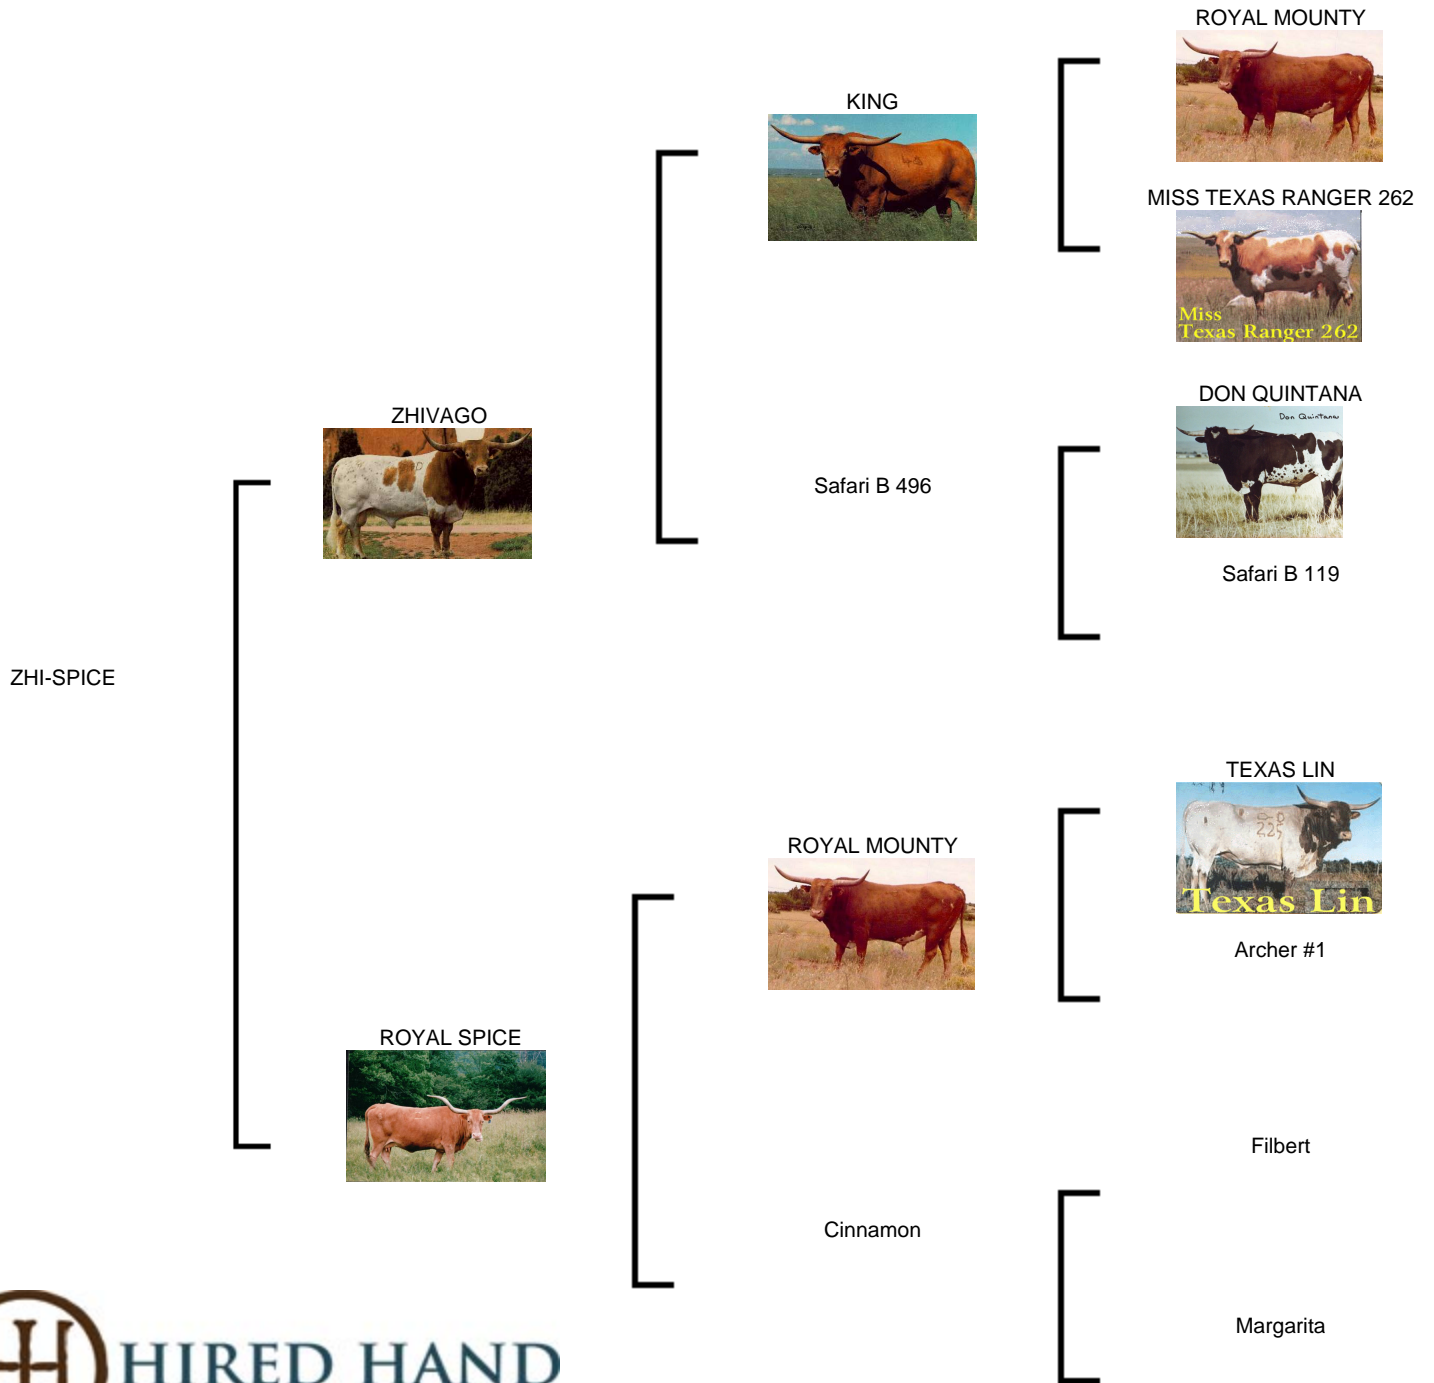 ROYAL MOUNTY
KING
MISS TEXAS RANGER 262
Miss
Texas Ranger 262
DON QUINTANA
Don Quintana
ZHIVAGO
Safari B 496
Safari B 119
ZHI-SPICE
TEXAS LIN
225
Texas Lin
ROYAL MOUNTY
Archer #1
ROYAL SPICE
Filbert
Cinnamon
Margarita
HIRED HAND